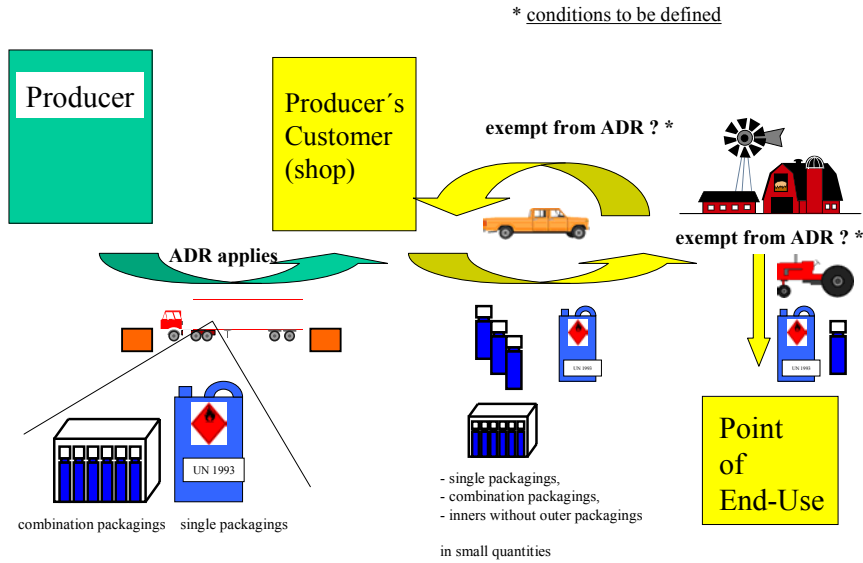 * conditions to be defined
Producer
Producer´s
Customer
(shop)
exempt from ADR ? *
ADR applies
exempt from ADR ? *
UN 1993
UN 1993
UN 1993
combination packagings
single packagings
- single packagings,
- combination packagings,
- inners without outer packagings
in small quantities
Point
of
End-Use